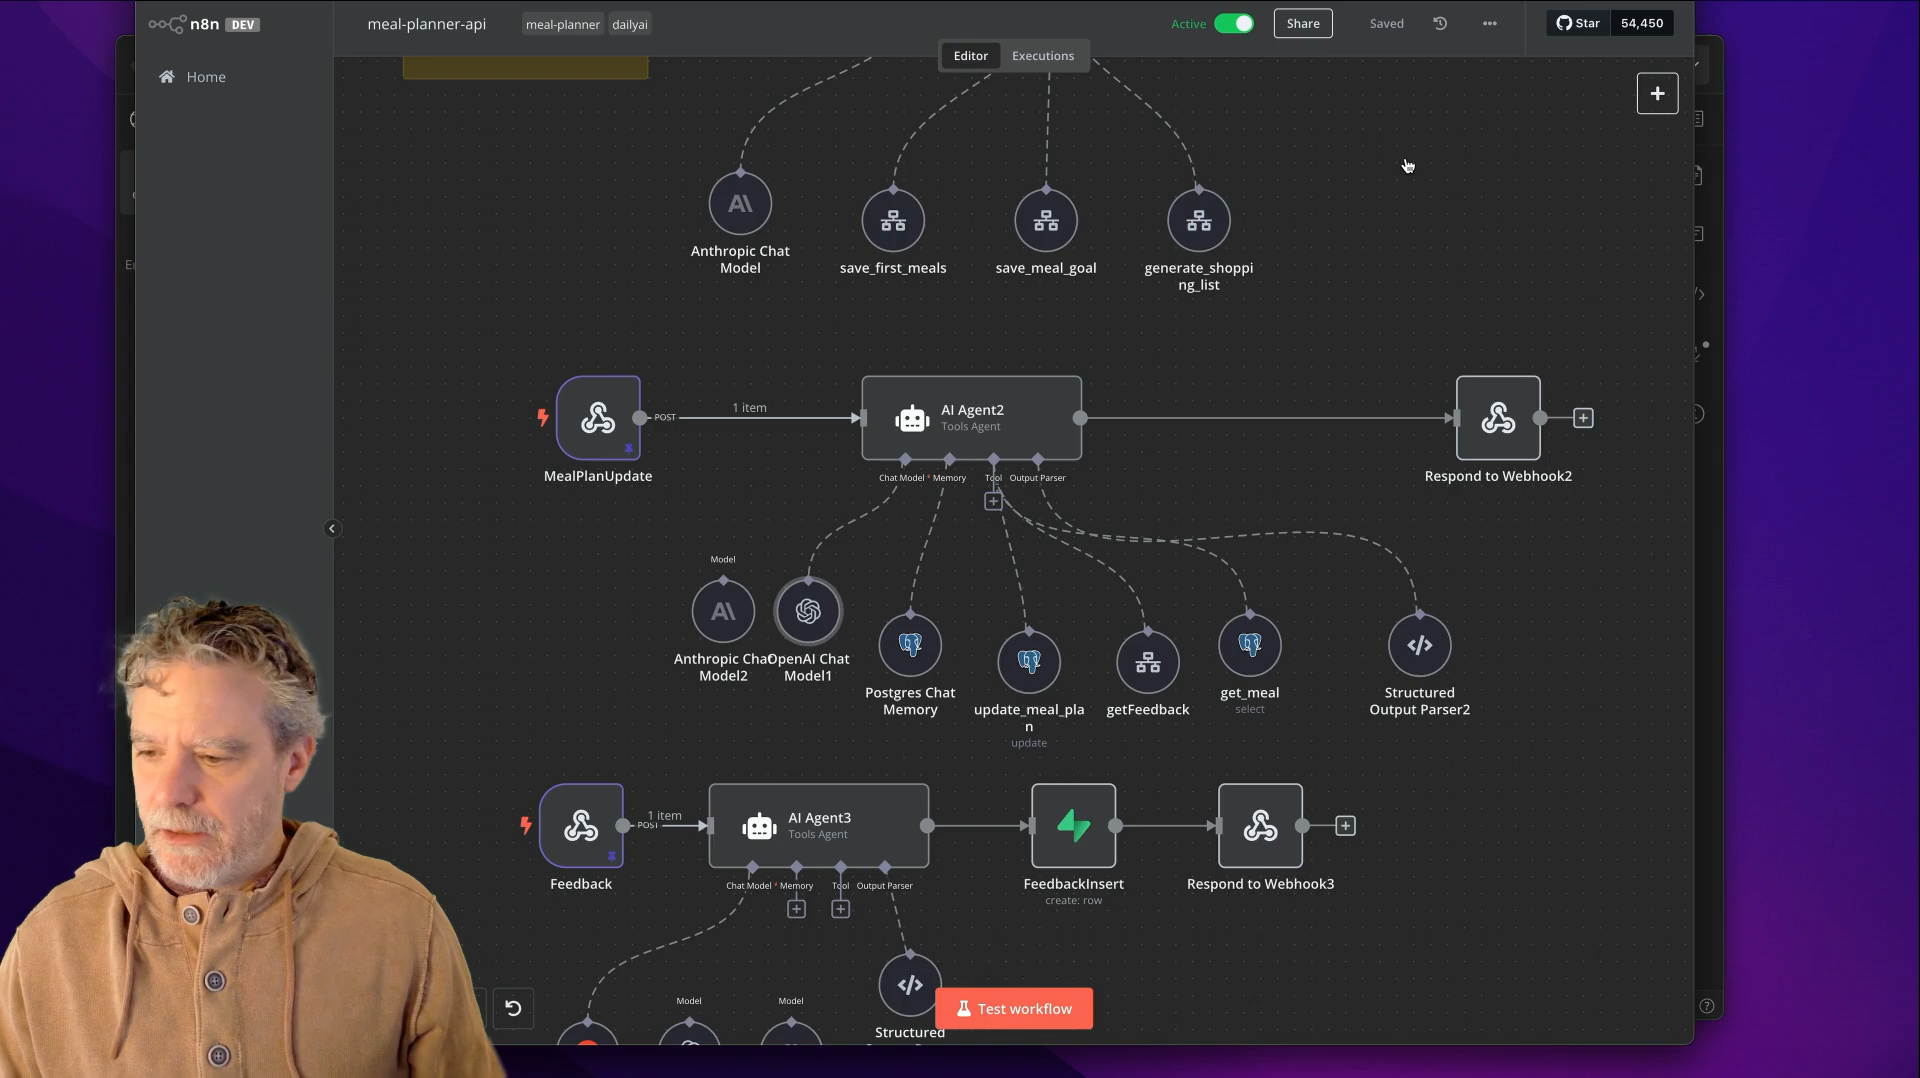 n8n DEV
meal-planner-api
meal-planner
dailyai
Active
Share
Saved
Star
54,450
Editor
Executions
Home
Anthropic Chat
Model
save_first_meals
save_meal_goal
generate_shoppi
ng_list
1 item
POST
AI Agent2
Tools Agent
MealPlanUpdate
Respond to Webhook2
Chat Model *
Memory
Tool
Output Parser
Model
Anthropic Chat
Model2
OpenAI Chat
Model1
Postgres Chat
Memory
update_meal_pla
n
update
getFeedback
get_meal
select
Structured
Output Parser2
1 item
POST
AI Agent3
Tools Agent
Feedback
FeedbackInsert
create: row
Respond to Webhook3
Chat Model *
Memory
Tool
Output Parser
Model
Model
Test workflow
Structured